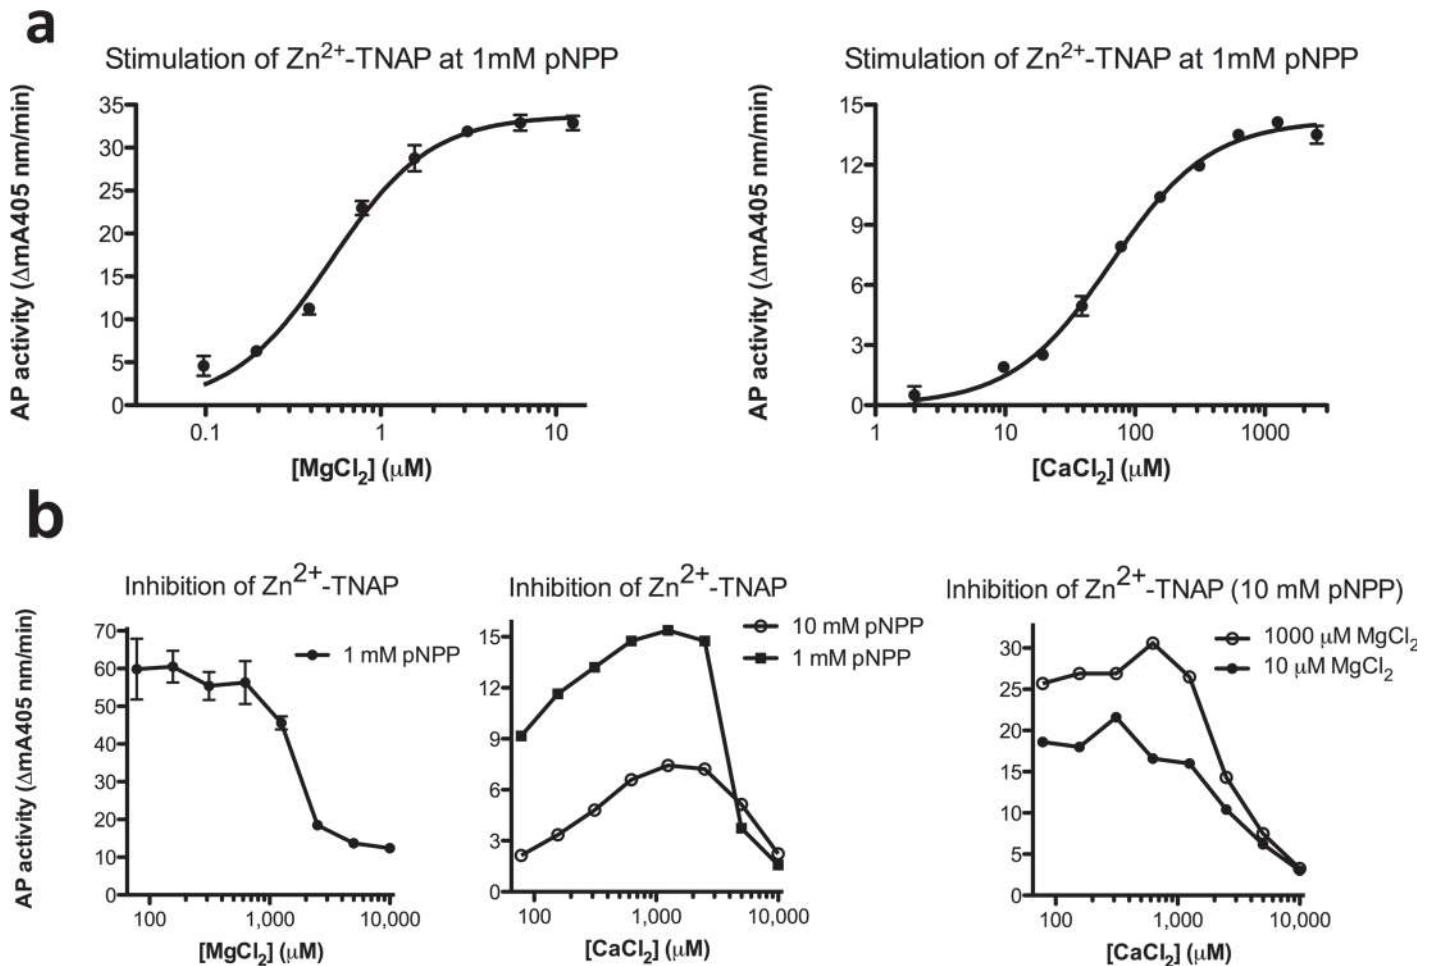 a
Stimulation of Zn²⁺-TNAP at 1mM pNPP
AP activity (ΔmA405 nm/min)
35
30
25
20
15
10
5
0
0.1 1 10
[MgCl₂] (μM)
Stimulation of Zn²⁺-TNAP at 1mM pNPP
AP activity (ΔmA405 nm/min)
15
12
9
6
3
0
1 10 100 1000
[CaCl₂] (μM)
b
Inhibition of Zn²⁺-TNAP
AP activity (ΔmA405 nm/min)
70
60
50
40
30
20
10
0
1 mM pNPP
100 1,000 10,000
[MgCl₂] (μM)
Inhibition of Zn²⁺-TNAP
15
12
9
6
3
0
10 mM pNPP
1 mM pNPP
100 1,000 10,000
[CaCl₂] (μM)
Inhibition of Zn²⁺-TNAP (10 mM pNPP)
30
25
20
15
10
5
0
1000 μM MgCl₂
10 μM MgCl₂
100 1,000 10,000
[CaCl₂] (μM)